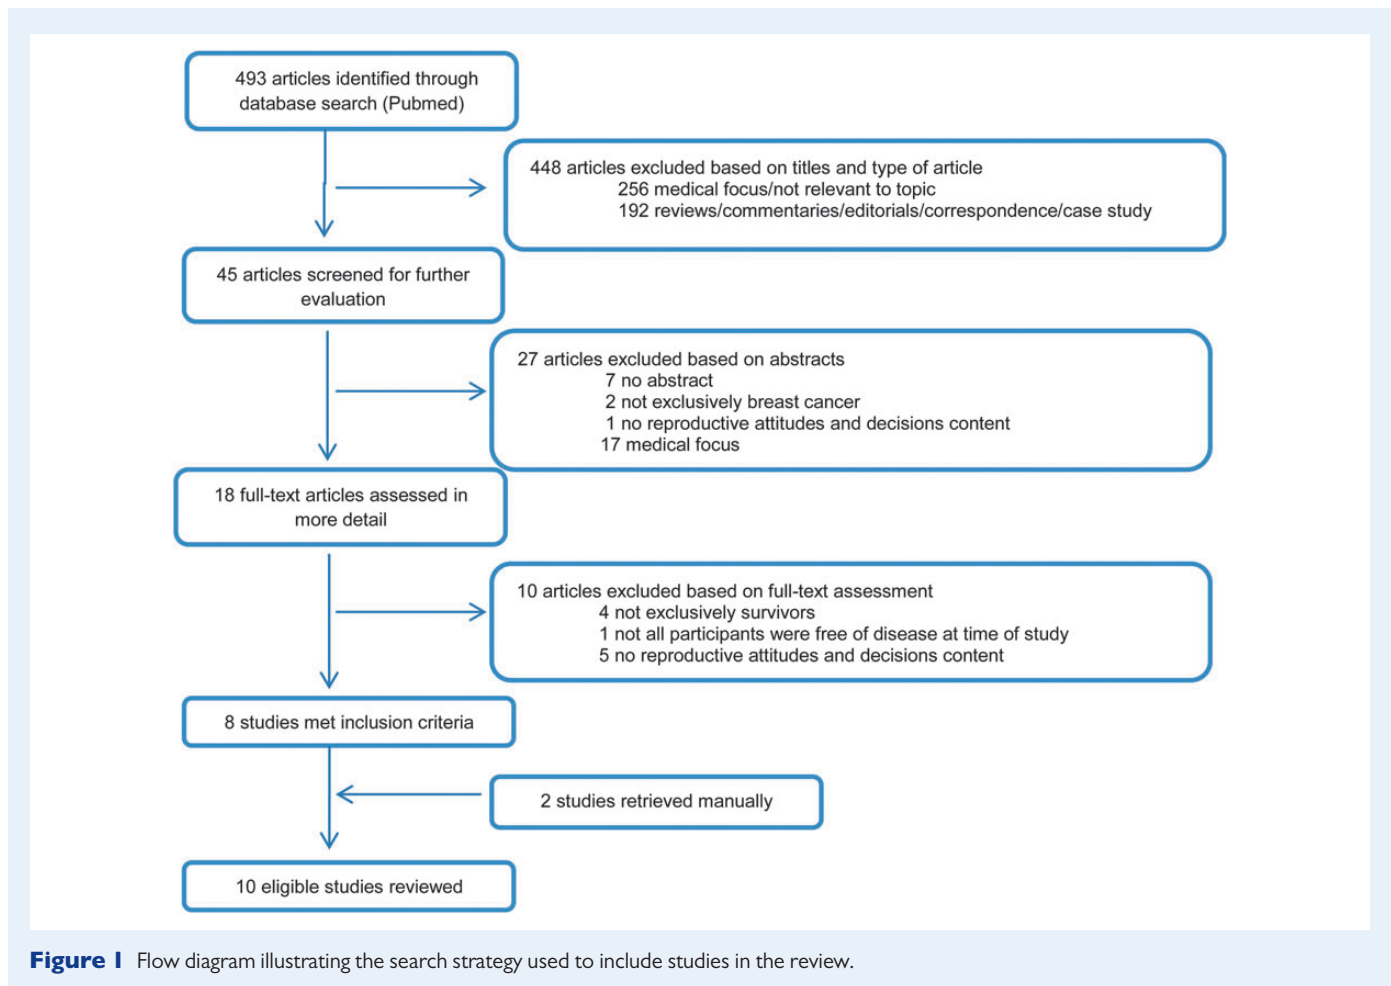 493 articles identified through
database search (Pubmed)
448 articles excluded based on titles and type of article
256 medical focus/not relevant to topic
192 reviews/commentaries/editorials/correspondence/case study
45 articles screened for further
evaluation
27 articles excluded based on abstracts
7 no abstract
2 not exclusively breast cancer
1 no reproductive attitudes and decisions content
17 medical focus
18 full-text articles assessed in
more detail
10 articles excluded based on full-text assessment
4 not exclusively survivors
1 not all participants were free of disease at time of study
5 no reproductive attitudes and decisions content
8 studies met inclusion criteria
2 studies retrieved manually
10 eligible studies reviewed
Figure 1 Flow diagram illustrating the search strategy used to include studies in the review.